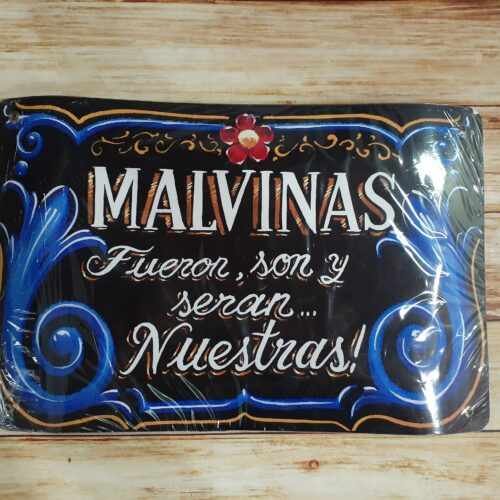 MALVINAS
Fueron, son y
seran...
Nuestras!